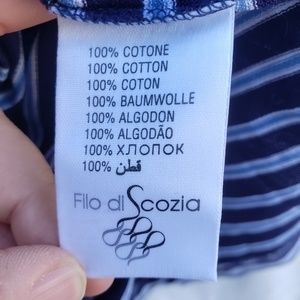 100% COTONE
100% COTTON
100% COTON
100% BAUMWOLLE
100% ALGODON
100% ALGODÃO
100% ХЛОПОК
100% قطن
Filo di Scozia